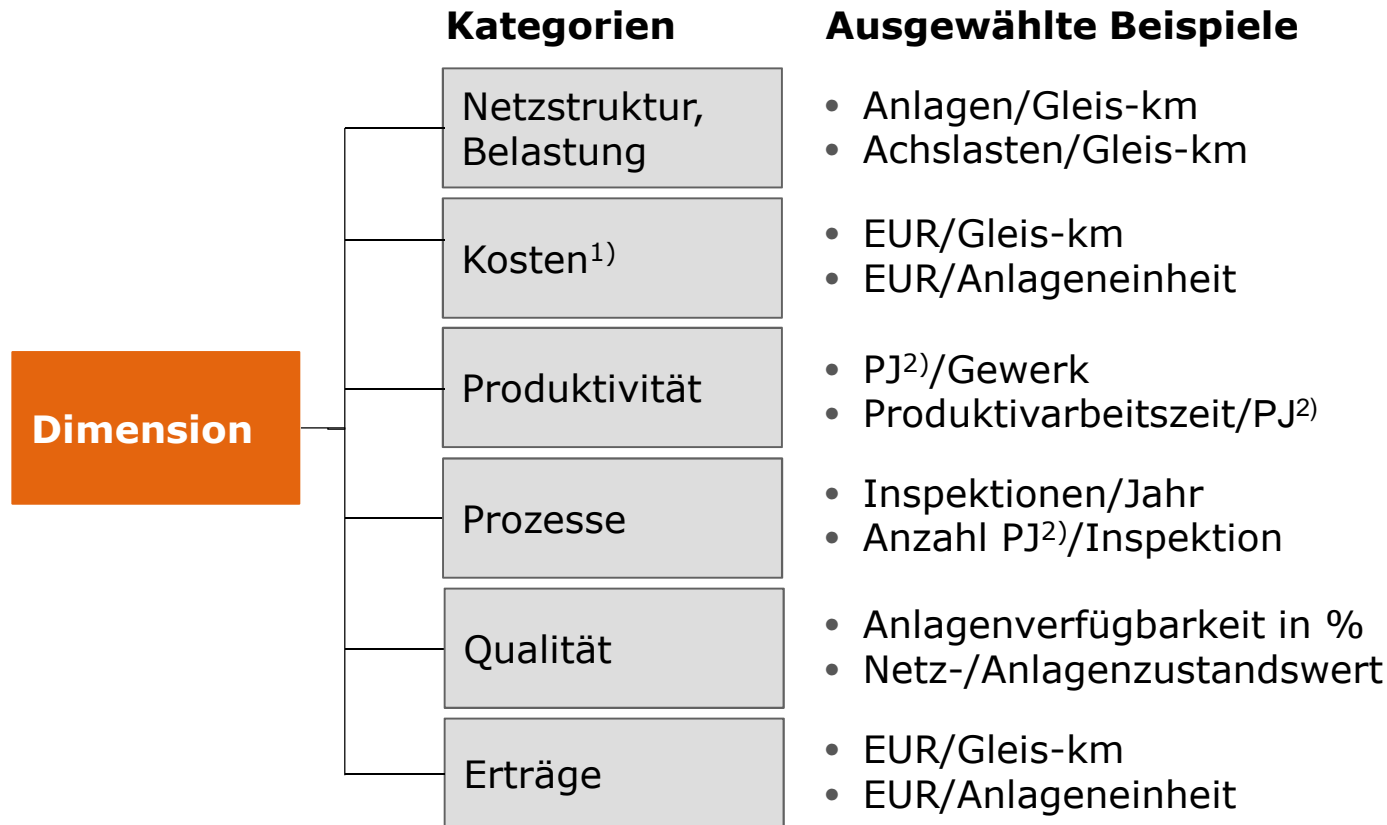 Kategorien
Ausgewählte Beispiele
Netzstruktur,
Belastung
• Anlagen/Gleis-km
• Achslasten/Gleis-km
Kosten1)
• EUR/Gleis-km
• EUR/Anlageneinheit
Dimension
Produktivität
• PJ2)/Gewerk
• Produktivarbeitszeit/PJ2)
Prozesse
• Inspektionen/Jahr
• Anzahl PJ2)/Inspektion
Qualität
• Anlagenverfügbarkeit in %
• Netz-/Anlagenzustandswert
Erträge
• EUR/Gleis-km
• EUR/Anlageneinheit